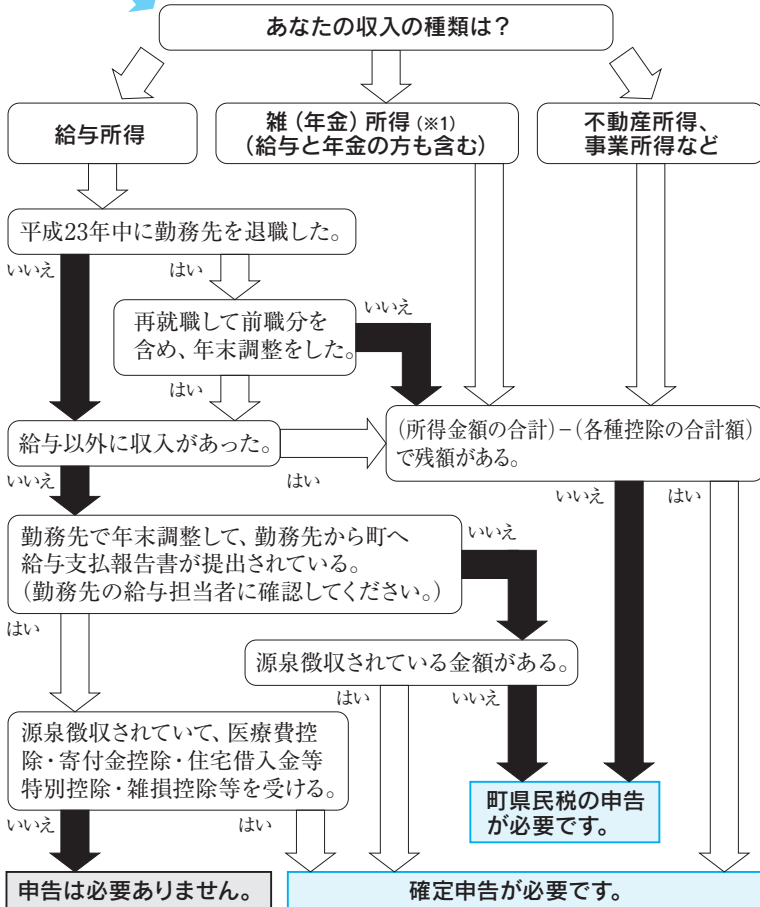 あなたの収入の種類は？
給与所得
雑（年金）所得（※1）
（給与と年金の方も含む）
不動産所得、
事業所得など
平成23年中に勤務先を退職した。
いいえ
はい
再就職して前職分を
含め、年末調整をした。
いいえ
はい
給与以外に収入があった。
いいえ
はい
（所得金額の合計）−（各種控除の合計額）
で残額がある。
いいえ
はい
勤務先で年末調整して、勤務先から町へ
給与支払報告書が提出されている。
（勤務先の給与担当者に確認してください。）
いいえ
はい
源泉徴収されている金額がある。
はい
いいえ
源泉徴収されていて、医療費控
除・寄付金控除・住宅借入金等
特別控除・雑損控除等を受ける。
いいえ
はい
町県民税の申告
が必要です。
申告は必要ありません。
確定申告が必要です。